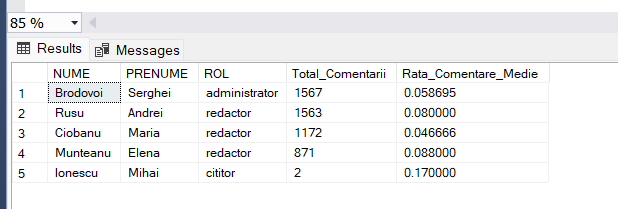 85 %
Results Messages
NUME PRENUME ROL Total_Comentarii Rata_Comentare_Medie
1 Brodovoi Serghei administrator 1567 0.058695
2 Rusu Andrei redactor 1563 0.080000
3 Ciobanu Maria redactor 1172 0.046666
4 Munteanu Elena redactor 871 0.088000
5 Ionescu Mihai cititor 2 0.170000